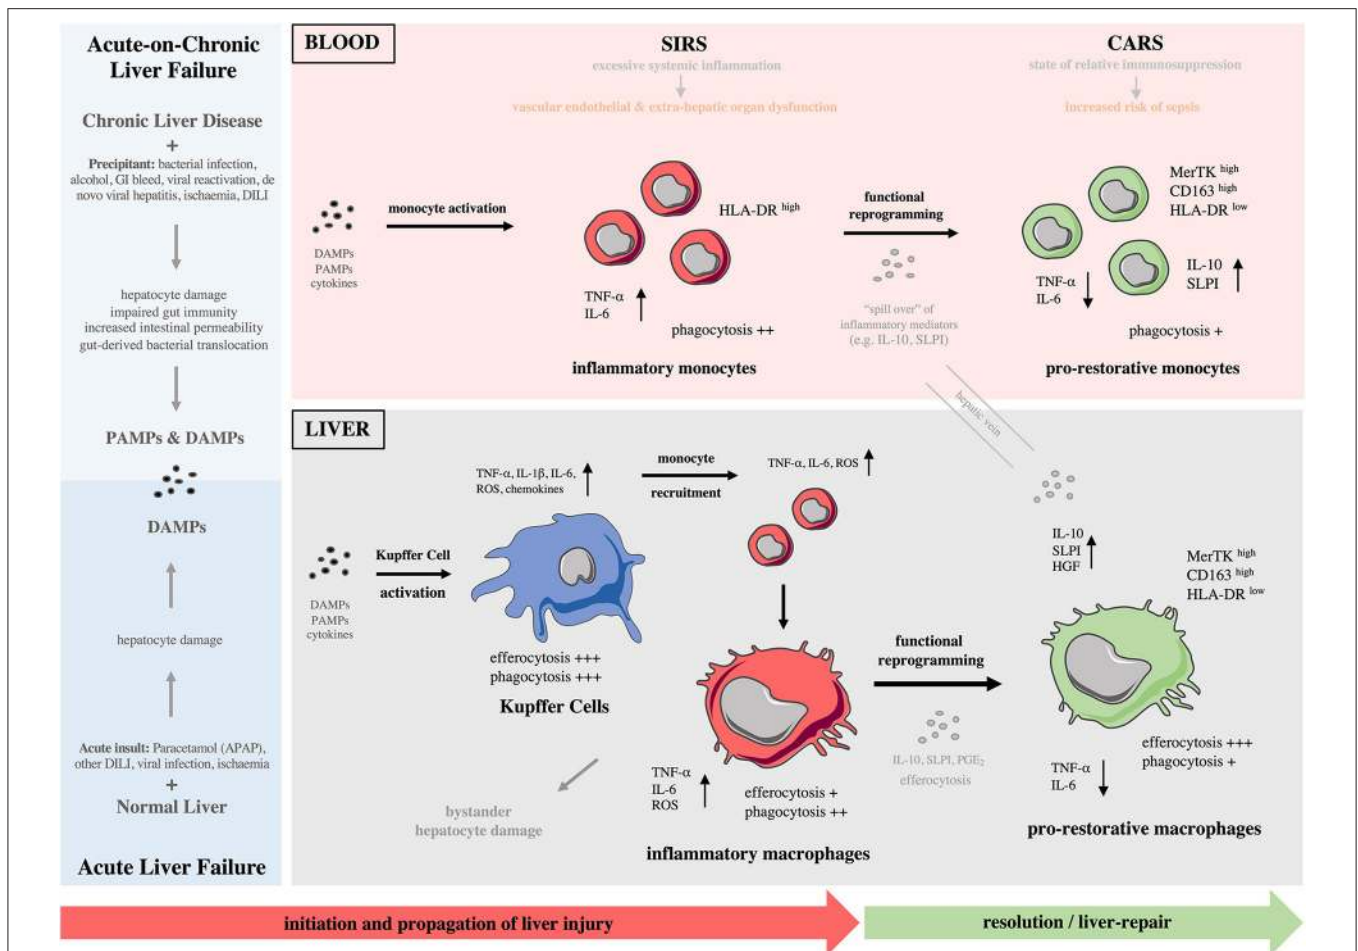 Acute-on-Chronic
Liver Failure
Chronic Liver Disease
+
Precipitant: bacterial infection,
alcohol, GI bleed, viral reactivation, de
novo viral hepatitis, ischaemia, DILI
hepatocyte damage
impaired gut immunity
increased intestinal permeability
gut-derived bacterial translocation
PAMPs & DAMPs
DAMPs
hepatocyte damage
Acute insult: Paracetamol (APAP),
other DILI, viral infection, ischaemia
+
Normal Liver
Acute Liver Failure
BLOOD
SIRS
excessive systemic inflammation
vascular endothelial & extra-hepatic organ dysfunction
CARS
state of relative immunosuppression
increased risk of sepsis
DAMPs
PAMPs
cytokines
monocyte activation
HLA-DR high
TNF-α
IL-6
phagocytosis ++
inflammatory monocytes
functional
reprogramming
"spill over" of
inflammatory mediators
(e.g. IL-10, SLPI)
MerTK high
CD163 high
HLA-DR low
TNF-α
IL-6
IL-10
SLPI
phagocytosis +
pro-restorative monocytes
hepatic vein
LIVER
DAMPs
PAMPs
cytokines
Kupffer Cell
activation
TNF-α, IL-1β, IL-6,
ROS, chemokines
efferocytosis +++
phagocytosis +++
Kupffer Cells
bystander
hepatocyte damage
monocyte
recruitment
TNF-α, IL-6, ROS
TNF-α
IL-6
ROS
efferocytosis +
phagocytosis ++
inflammatory macrophages
functional
reprogramming
IL-10, SLPI, PGE₂
efferocytosis
IL-10
SLPI
HGF
MerTK high
CD163 high
HLA-DR low
efferocytosis +++
phagocytosis +
TNF-α
IL-6
pro-restorative macrophages
initiation and propagation of liver injury
resolution / liver-repair